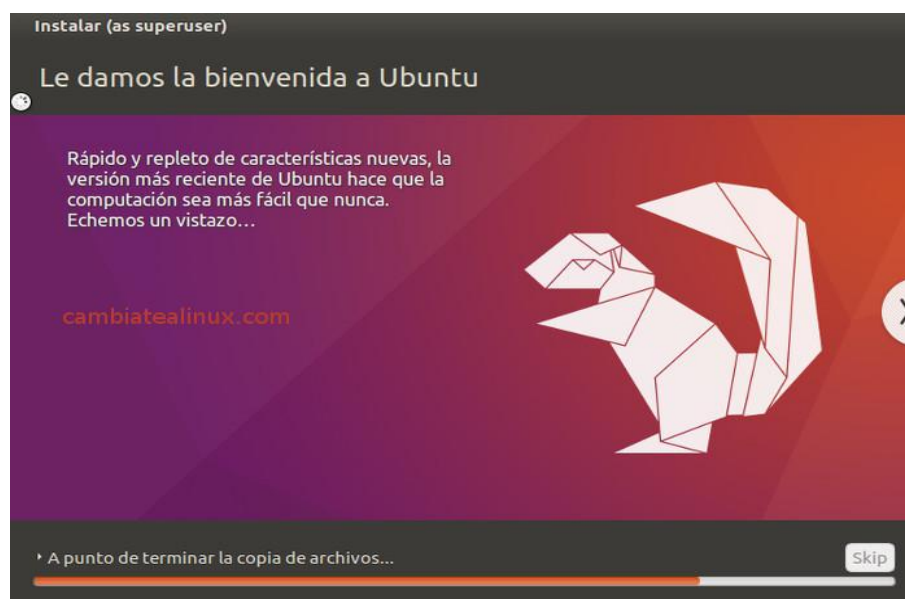 Instalar (as superuser)
Le damos la bienvenida a Ubuntu
Rápido y repleto de características nuevas, la
versión más reciente de Ubuntu hace que la
computación sea más fácil que nunca.
Echemos un vistazo…
cambiatealinux.com
A punto de terminar la copia de archivos...
Skip